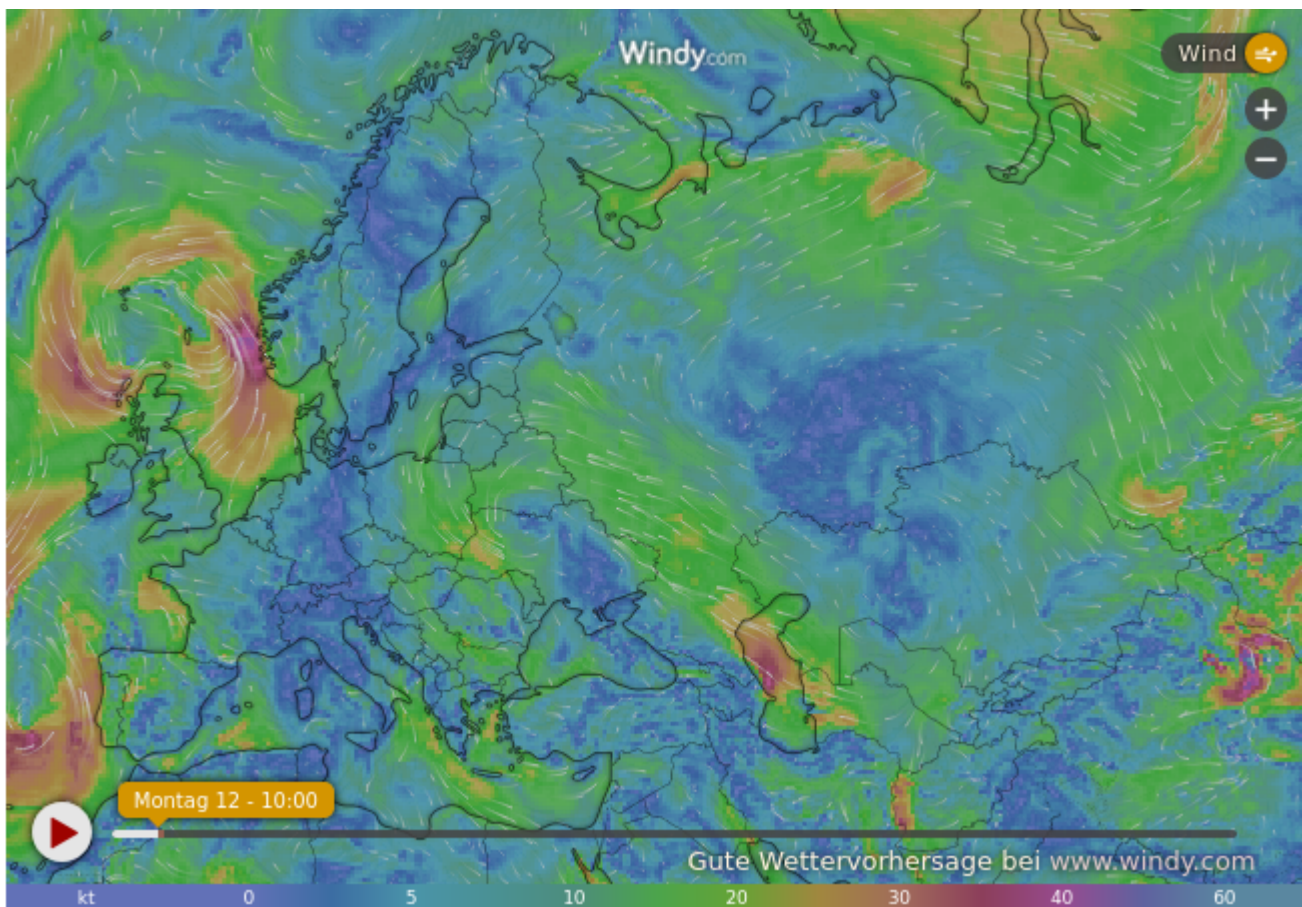 Windy.com
Wind
+
−
Montag 12 - 10:00
Gute Wettervorhersage bei www.windy.com
kt 0 5 10 20 30 40 60